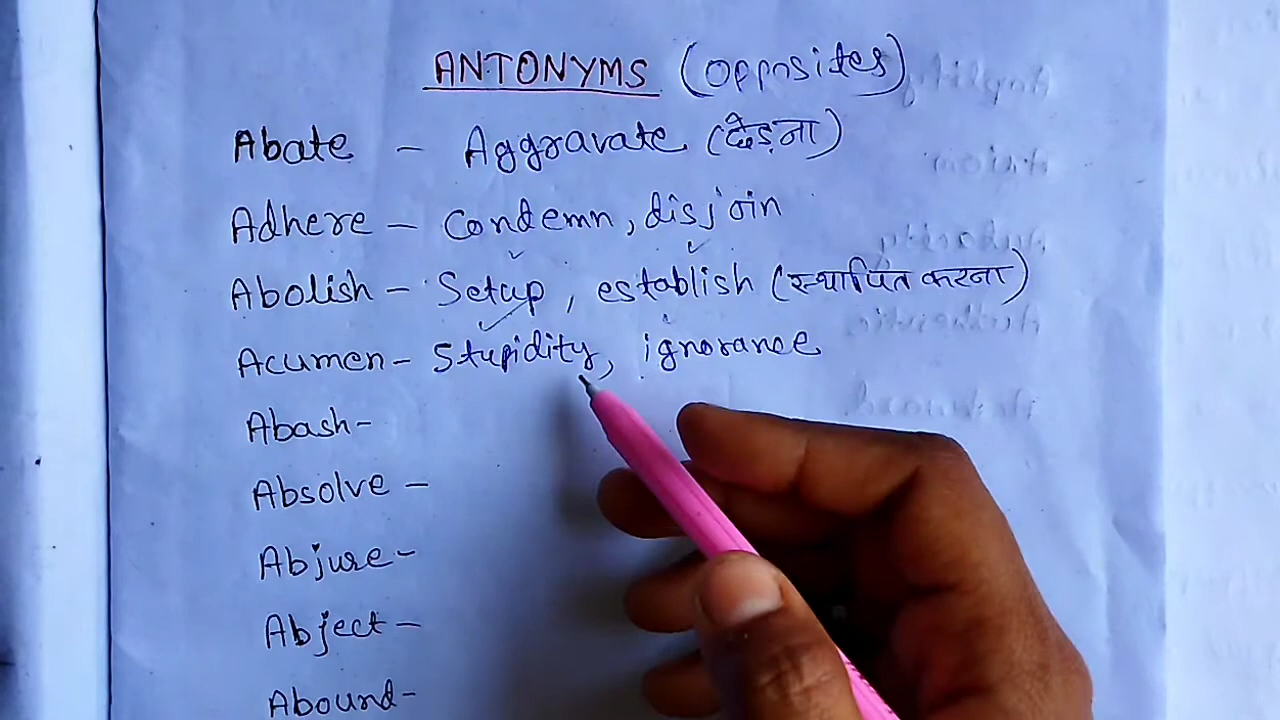 ANTONYMS (Opposites)
Abate - Aggravate (छेड़ना)
Adhere - Condemn, disjoin
Abolish - Setup, establish (स्थापित करना)
Acumen - Stupidity, ignorance
Abash -
Absolve -
Abjure -
Abject -
Abound -